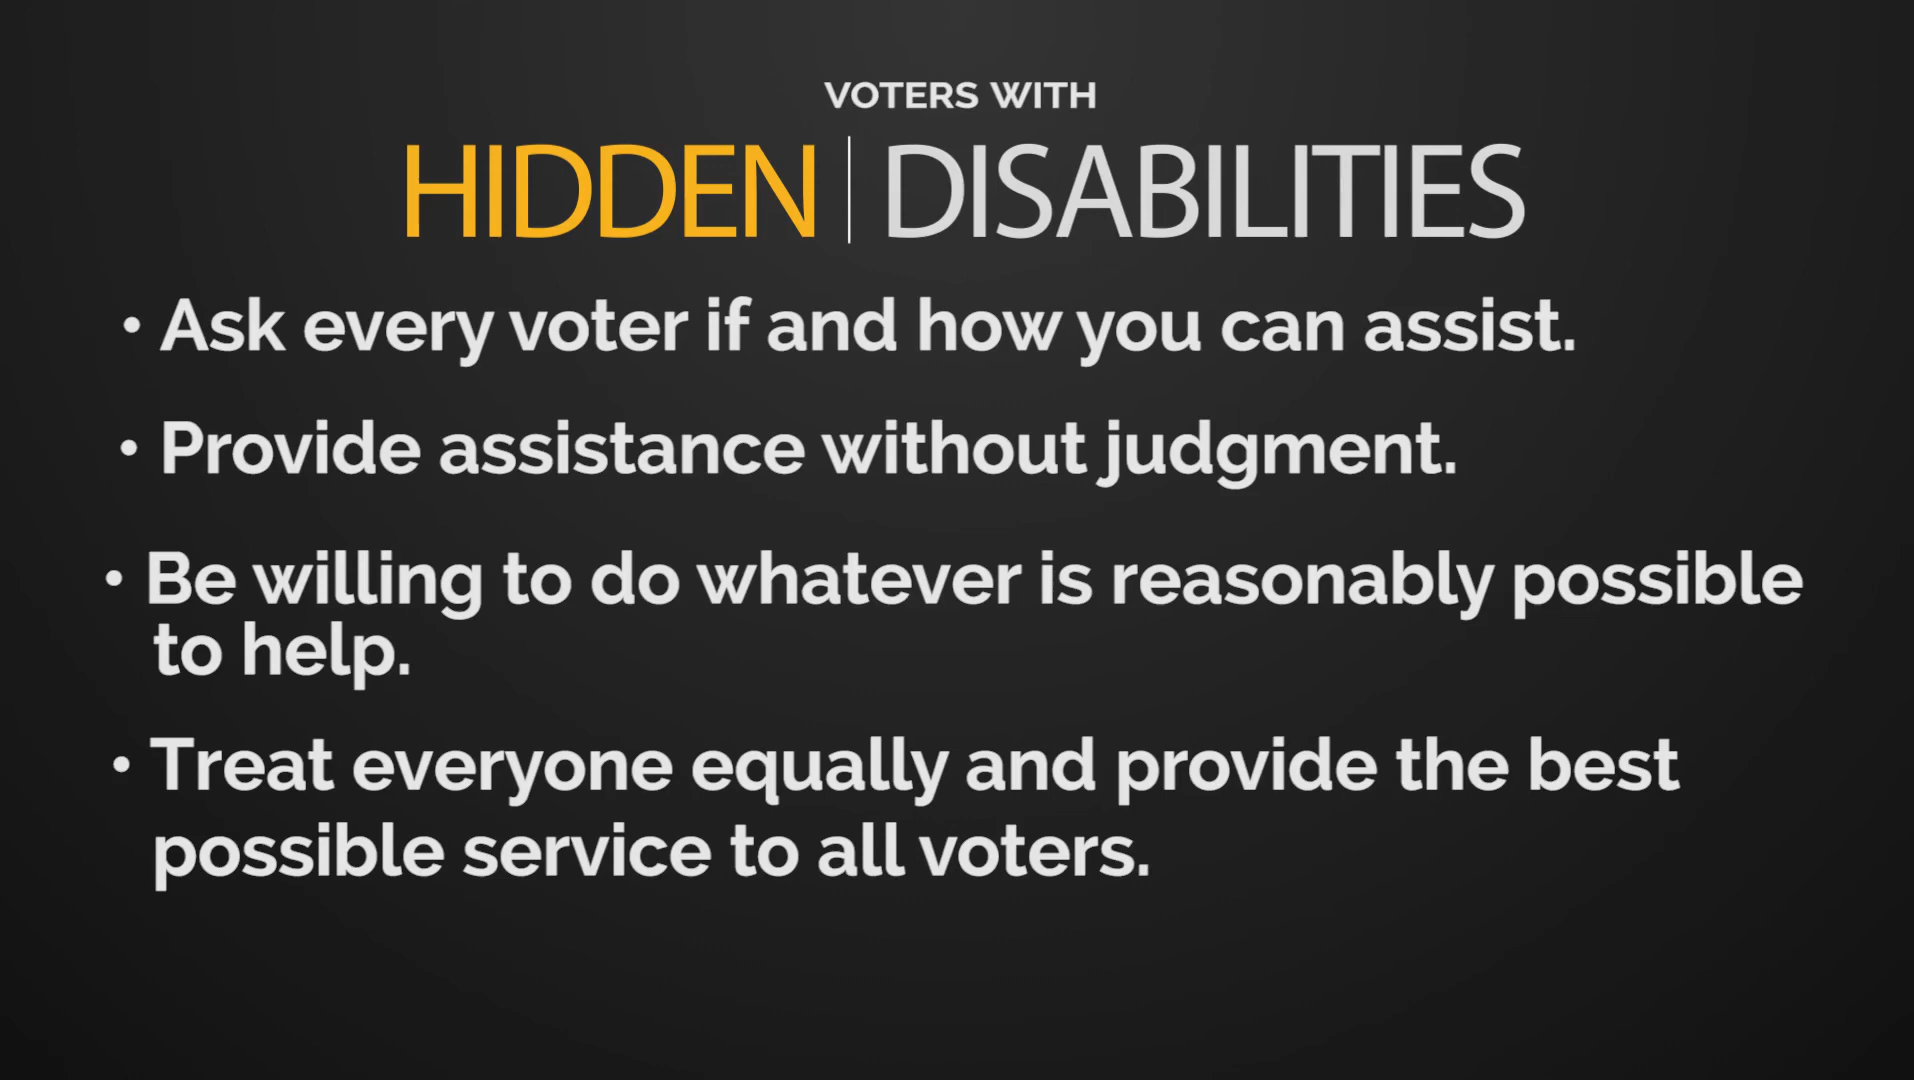 VOTERS WITH
HIDDEN | DISABILITIES
• Ask every voter if and how you can assist.
• Provide assistance without judgment.
• Be willing to do whatever is reasonably possible
to help.
• Treat everyone equally and provide the best
possible service to all voters.